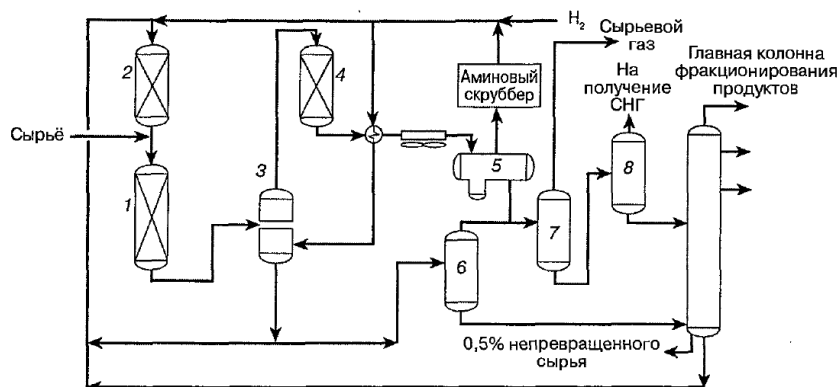 H₂
Сырьевой
газ
Главная колонна
фракционирования
продуктов
На
получение
СНГ
Аминовый
скруббер
2
4
Сырьё
3
5
8
1
7
6
0,5% непревращенного
сырья